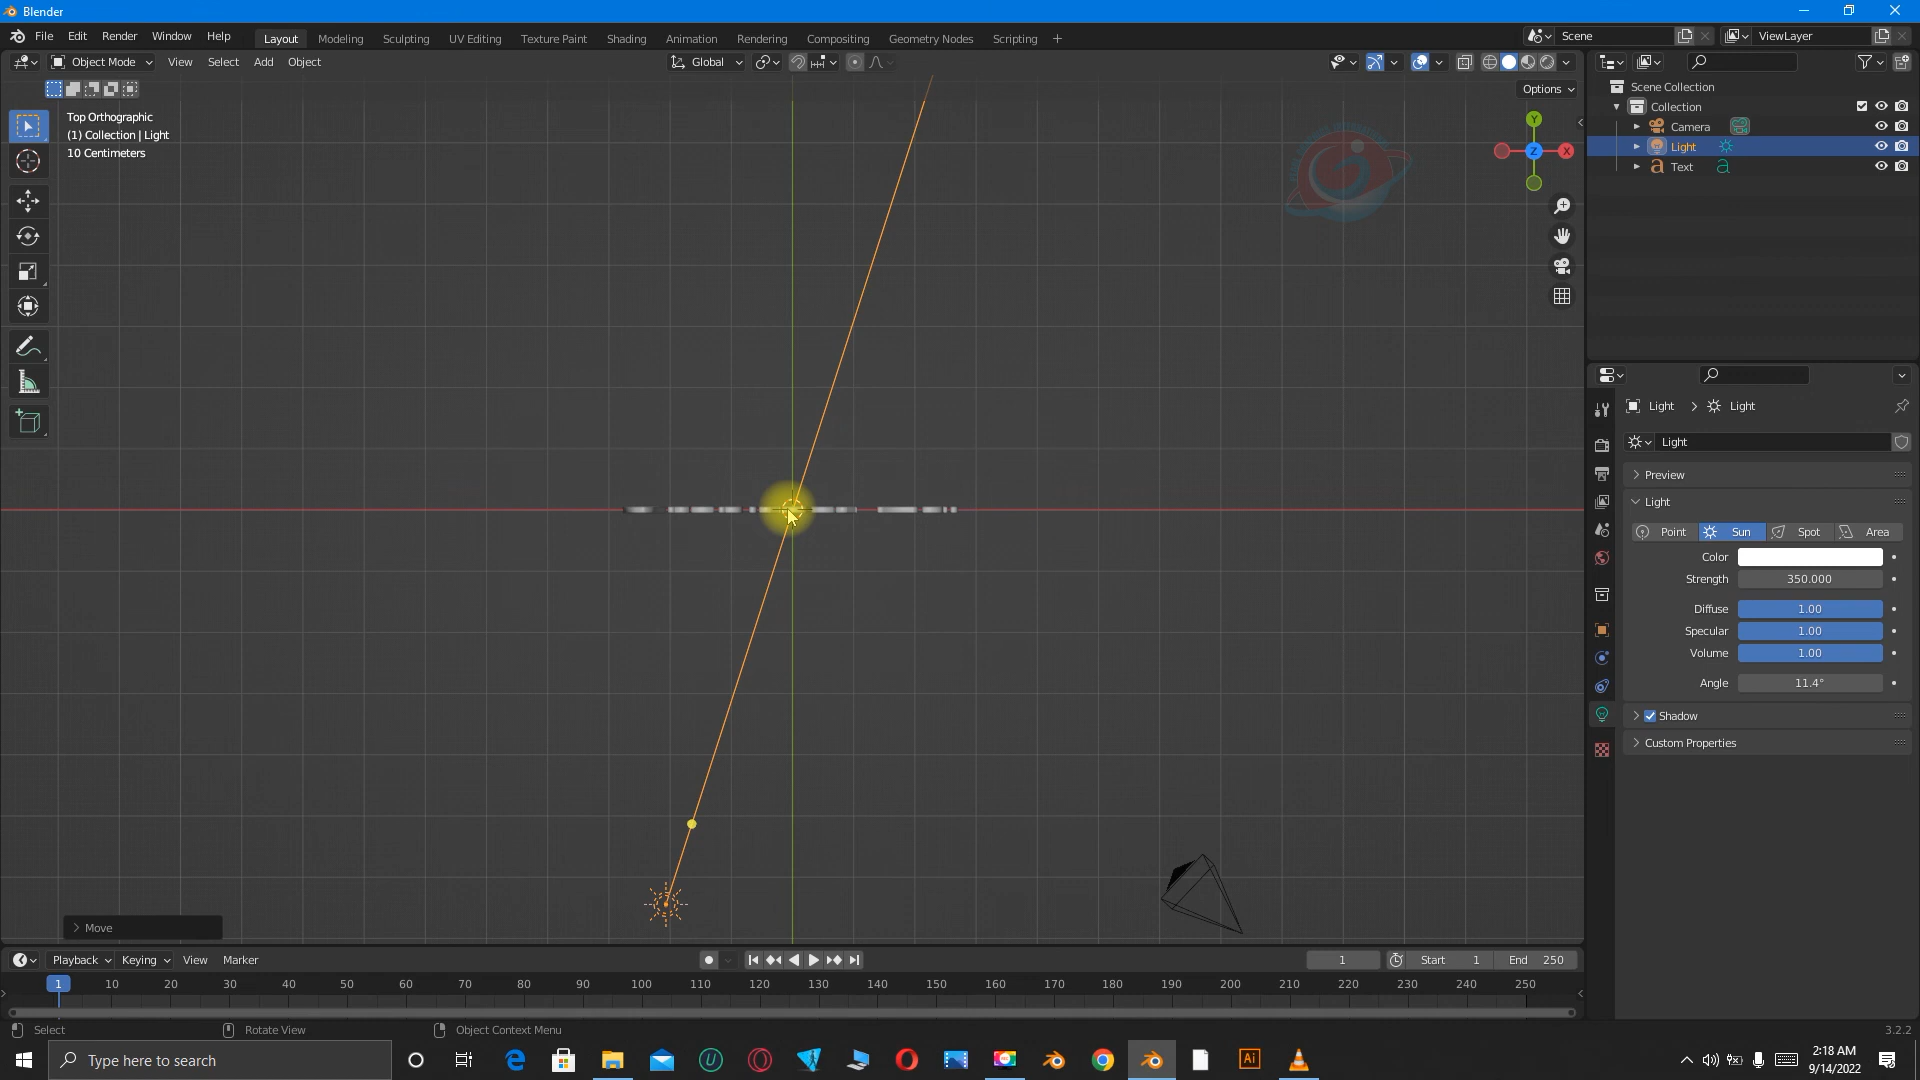 Blender
File Edit Render Window Help
Layout Modeling Sculpting UV Editing Texture Paint Shading Animation Rendering Compositing Geometry Nodes Scripting +
Scene
ViewLayer
Object Mode View Select Add Object
Global
Options
Top Orthographic
(1) Collection | Light
10 Centimeters
Y
Z
X
Scene Collection
Collection
Camera
Light
Text
Light > Light
Light
Preview
Light
Point Sun Spot Area
Color
Strength 350.000
Diffuse 1.00
Specular 1.00
Volume 1.00
Angle 11.4°
Shadow
Custom Properties
> Move
Playback Keying View Marker
1 Start 1 End 250
1 10 20 30 40 50 60 70 80 90 100 110 120 130 140 150 160 170 180 190 200 210 220 230 240 250
Select Rotate View Object Context Menu 3.2.2
Type here to search
Ai
2:18 AM
9/14/2022